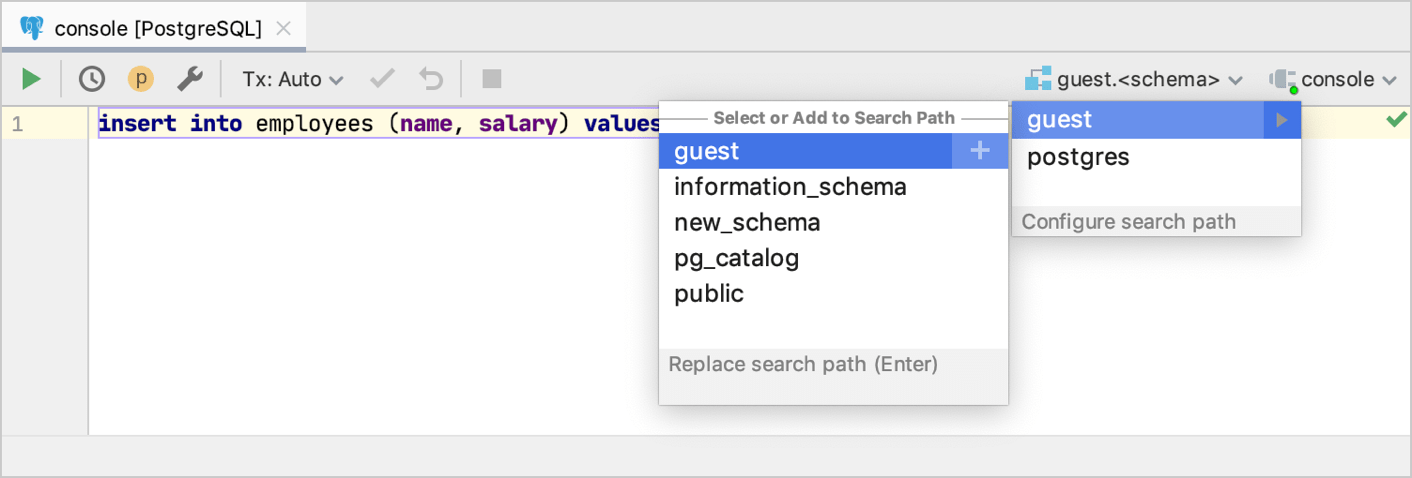 console [PostgreSQL]
p Tx: Auto guest.<schema> console
1 insert into employees (name, salary) values
Select or Add to Search Path
guest
information_schema
new_schema
pg_catalog
public
Replace search path (Enter)
guest
postgres
Configure search path